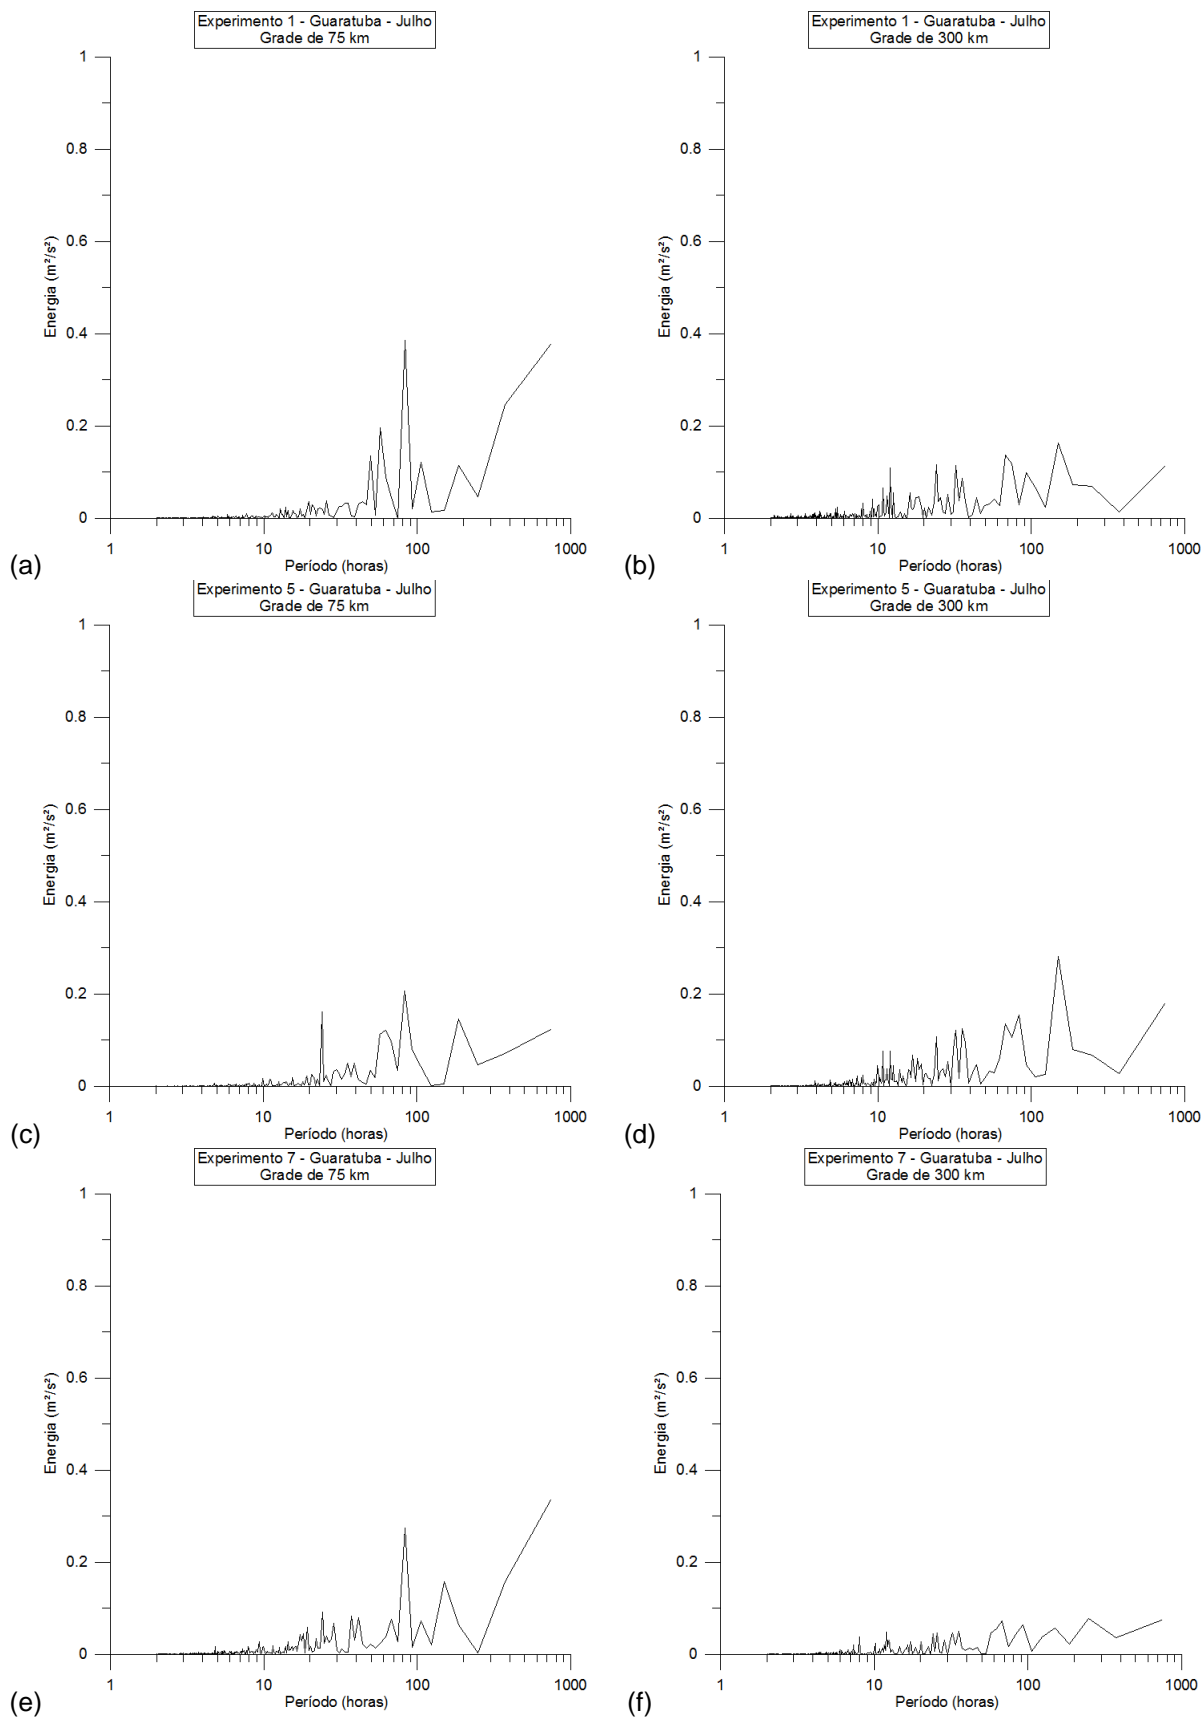 Experimento 1 - Guaratuba - Julho
Grade de 75 km
1
0.8
0.6
0.4
0.2
0
Energia (m²/s²)
1 10 100 1000
Período (horas)
(a)
Experimento 1 - Guaratuba - Julho
Grade de 300 km
1
0.8
0.6
0.4
0.2
0
Energia (m²/s²)
1 10 100 1000
Período (horas)
(b)
Experimento 5 - Guaratuba - Julho
Grade de 75 km
1
0.8
0.6
0.4
0.2
0
Energia (m²/s²)
1 10 100 1000
Período (horas)
(c)
Experimento 5 - Guaratuba - Julho
Grade de 300 km
1
0.8
0.6
0.4
0.2
0
Energia (m²/s²)
1 10 100 1000
Período (horas)
(d)
Experimento 7 - Guaratuba - Julho
Grade de 75 km
1
0.8
0.6
0.4
0.2
0
Energia (m²/s²)
1 10 100 1000
Período (horas)
(e)
Experimento 7 - Guaratuba - Julho
Grade de 300 km
1
0.8
0.6
0.4
0.2
0
Energia (m²/s²)
1 10 100 1000
Período (horas)
(f)